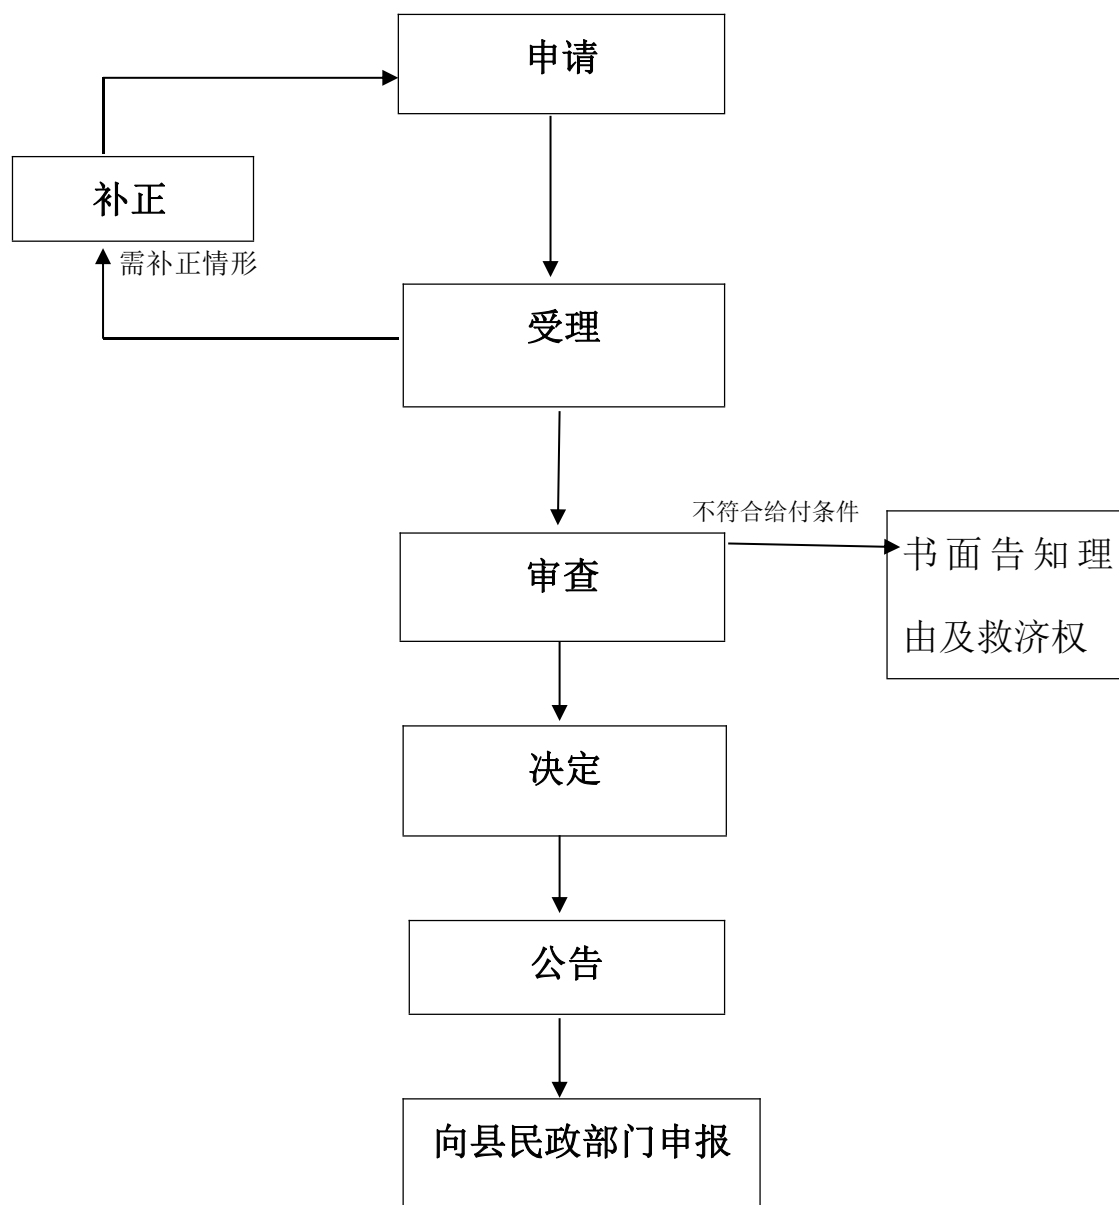 申请
补正
需补正情形
受理
不符合给付条件
书面告知理
由及救济权
审查
决定
公告
向县民政部门申报